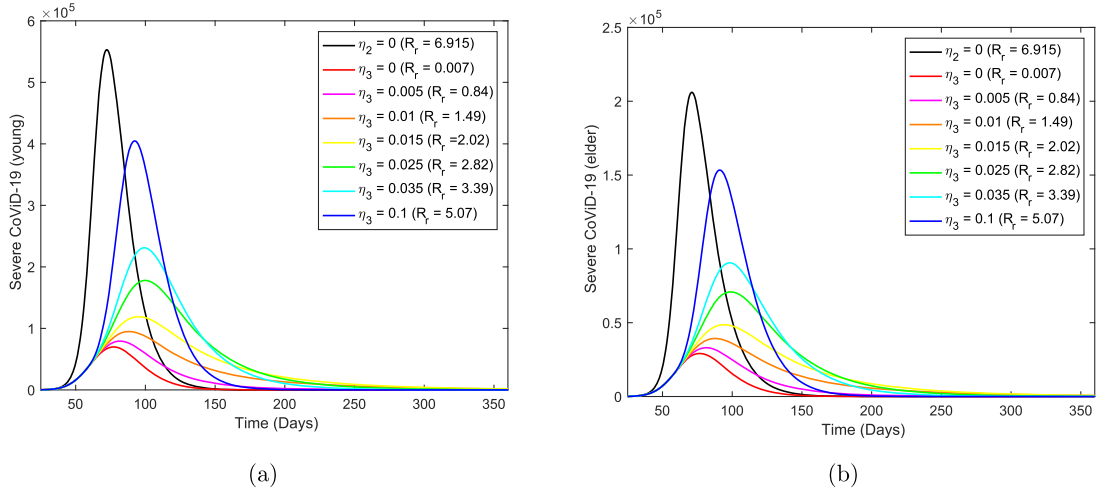 ×10⁵
6
5
4
3
2
1
0
50 100 150 200 250 300 350
Time (Days)
Severe CoViD-19 (young)
η₂ = 0 (Rᵣ = 6.915)
η₃ = 0 (Rᵣ = 0.007)
η₃ = 0.005 (Rᵣ = 0.84)
η₃ = 0.01 (Rᵣ = 1.49)
η₃ = 0.015 (Rᵣ =2.02)
η₃ = 0.025 (Rᵣ = 2.82)
η₃ = 0.035 (Rᵣ = 3.39)
η₃ = 0.1 (Rᵣ = 5.07)
(a)
×10⁵
2.5
2
1.5
1
0.5
0
50 100 150 200 250 300 350
Time (Days)
Severe CoViD-19 (elder)
η₂ = 0 (Rᵣ = 6.915)
η₃ = 0 (Rᵣ = 0.007)
η₃ = 0.005 (Rᵣ = 0.84)
η₃ = 0.01 (Rᵣ = 1.49)
η₃ = 0.015 (Rᵣ = 2.02)
η₃ = 0.025 (Rᵣ = 2.82)
η₃ = 0.035 (Rᵣ = 3.39)
η₃ = 0.1 (Rᵣ = 5.07)
(b)